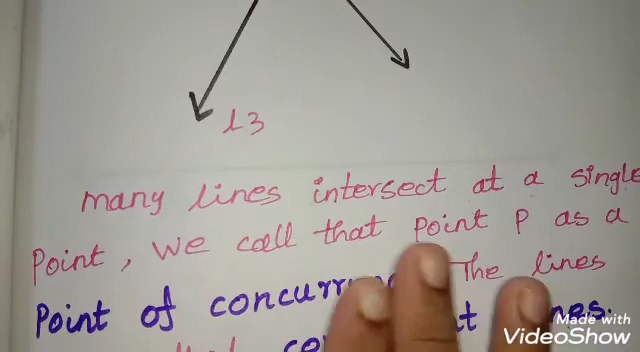 l3
many lines intersect at a single
Point, We call that Point P as a
Point of The lines
Made with
VideoShow